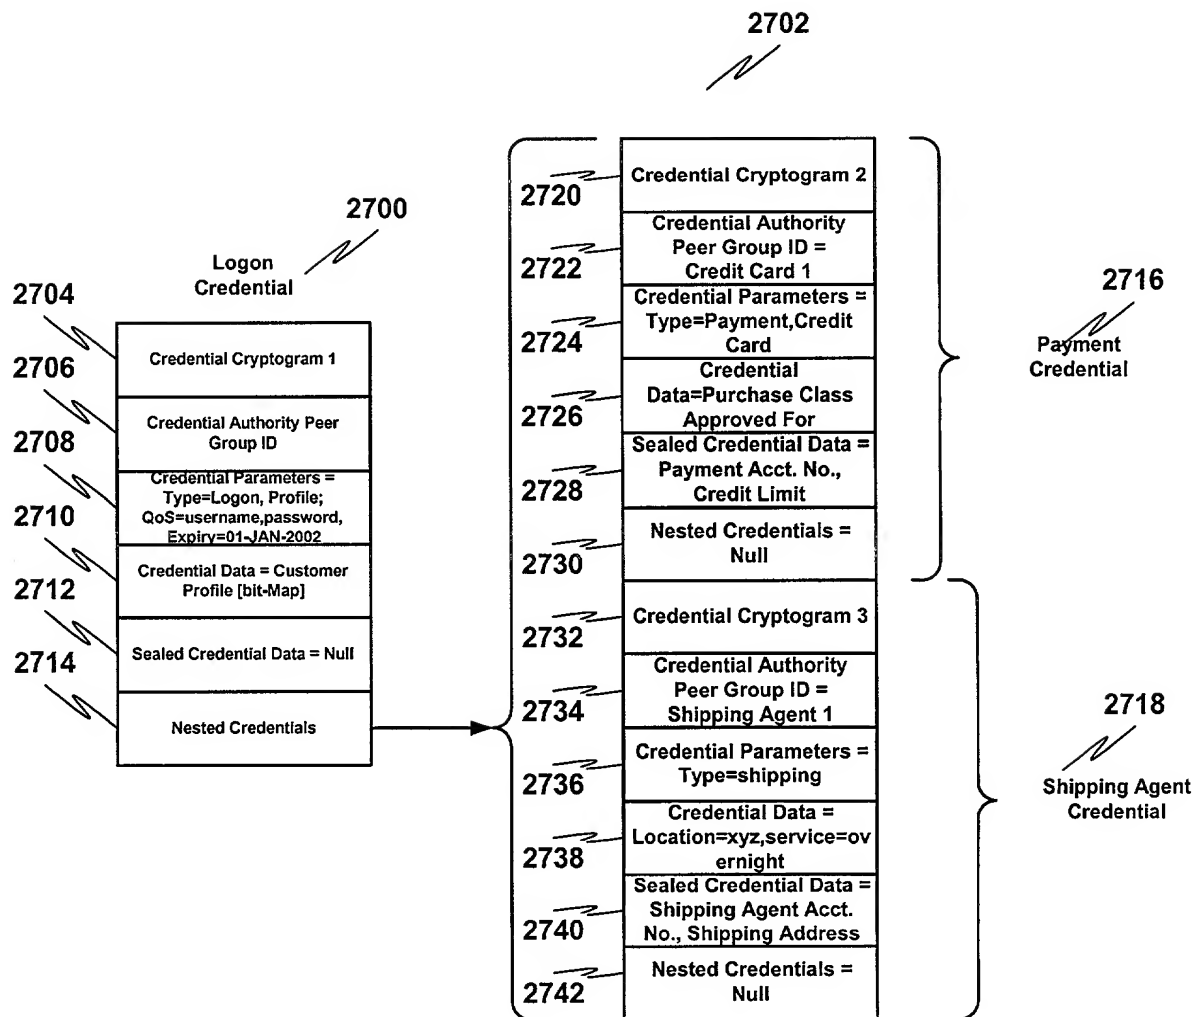 2702
2700
Logon
Credential
2704
Credential Cryptogram 1
2706
Credential Authority Peer
Group ID
2708
Credential Parameters =
Type=Logon, Profile;
QoS=username,password,
Expiry=01-JAN-2002
2710
Credential Data = Customer
Profile [bit-Map]
2712
Sealed Credential Data = Null
2714
Nested Credentials
2720
Credential Cryptogram 2
2722
Credential Authority
Peer Group ID =
Credit Card 1
2724
Credential Parameters =
Type=Payment,Credit
Card
2726
Credential
Data=Purchase Class
Approved For
2728
Sealed Credential Data =
Payment Acct. No.,
Credit Limit
2730
Nested Credentials =
Null
2716
Payment
Credential
2732
Credential Cryptogram 3
2734
Credential Authority
Peer Group ID =
Shipping Agent 1
2736
Credential Parameters =
Type=shipping
2738
Credential Data =
Location=xyz,service=ov
ernight
2740
Sealed Credential Data =
Shipping Agent Acct.
No., Shipping Address
2742
Nested Credentials =
Null
2718
Shipping Agent
Credential